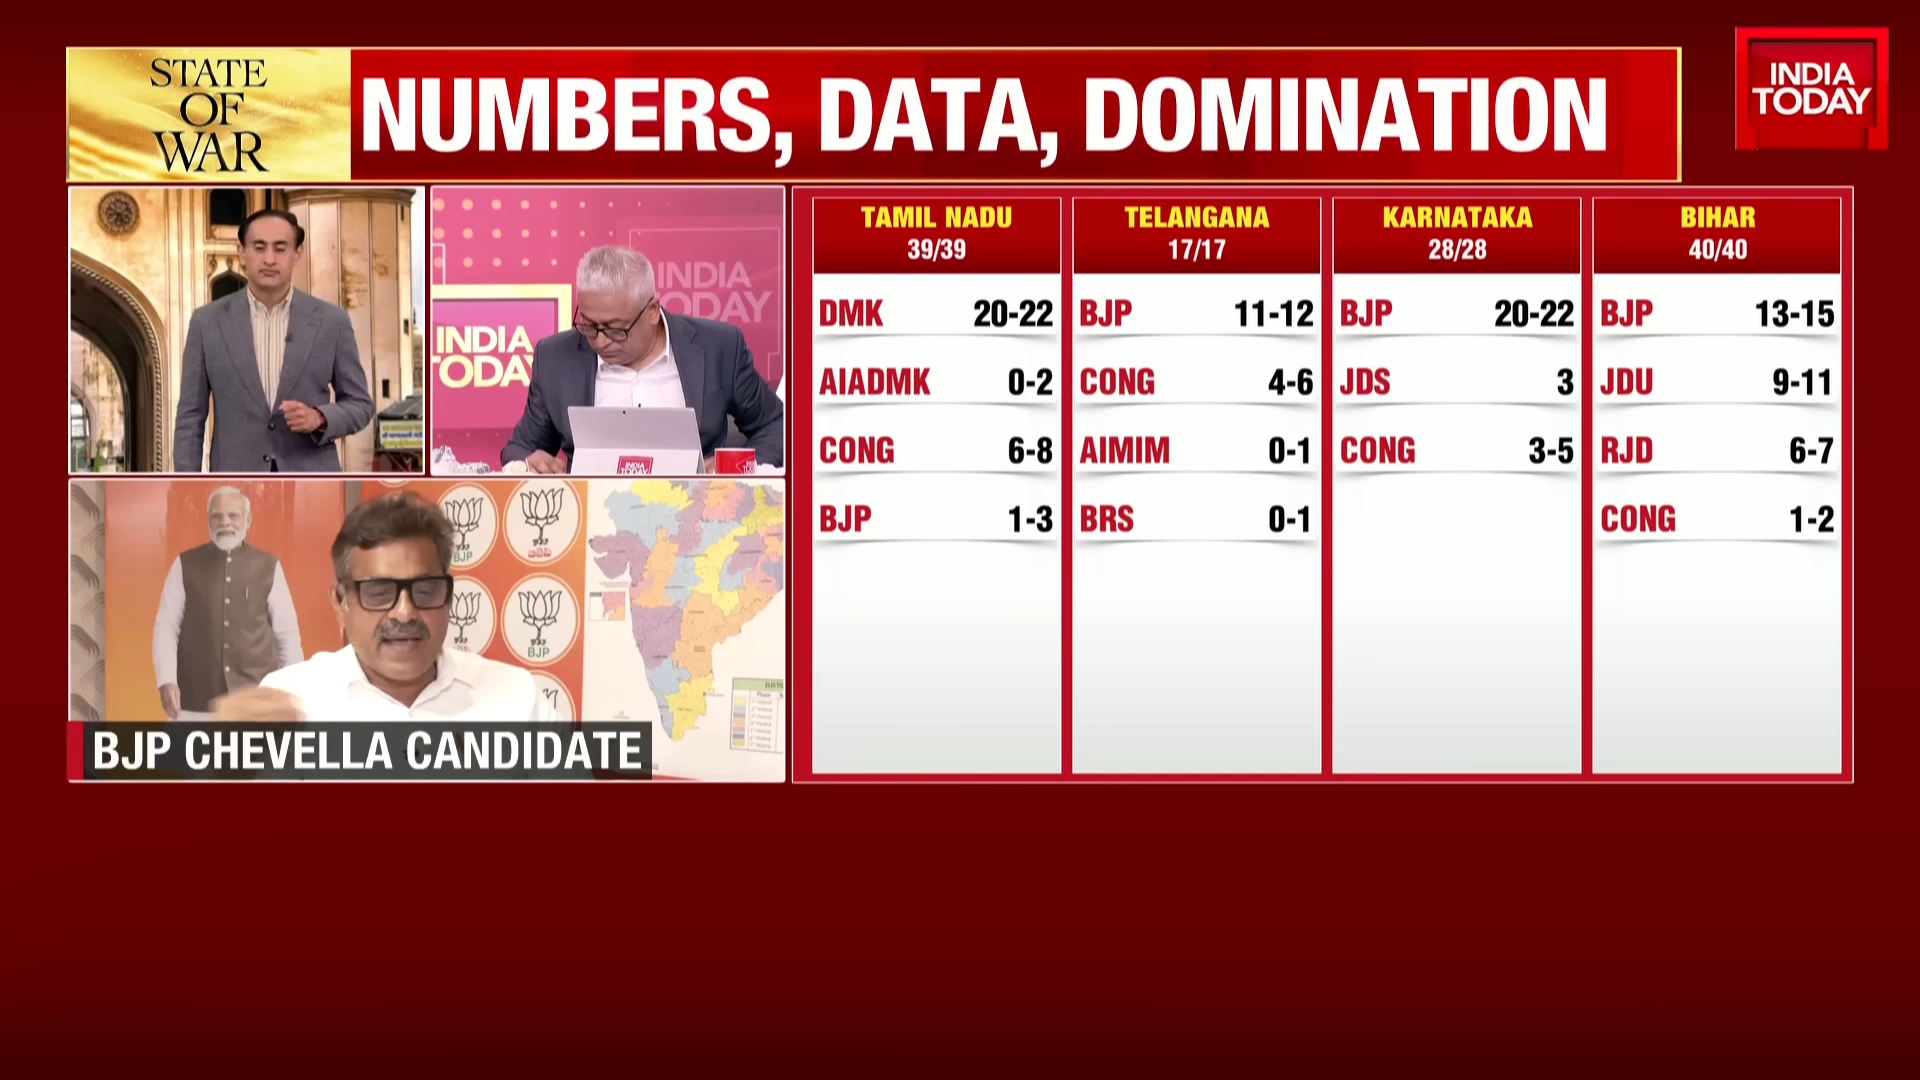 STATE
OF
WAR
NUMBERS, DATA, DOMINATION
INDIA
TODAY
INDIA
TODAY
INDIA
TODAY
BJP
BJP
BJP CHEVELLA CANDIDATE
TAMIL NADU
39/39
DMK 20-22
AIADMK 0-2
CONG 6-8
BJP 1-3
TELANGANA
17/17
BJP 11-12
CONG 4-6
AIMIM 0-1
BRS 0-1
KARNATAKA
28/28
BJP 20-22
JDS 3
CONG 3-5
BIHAR
40/40
BJP 13-15
JDU 9-11
RJD 6-7
CONG 1-2